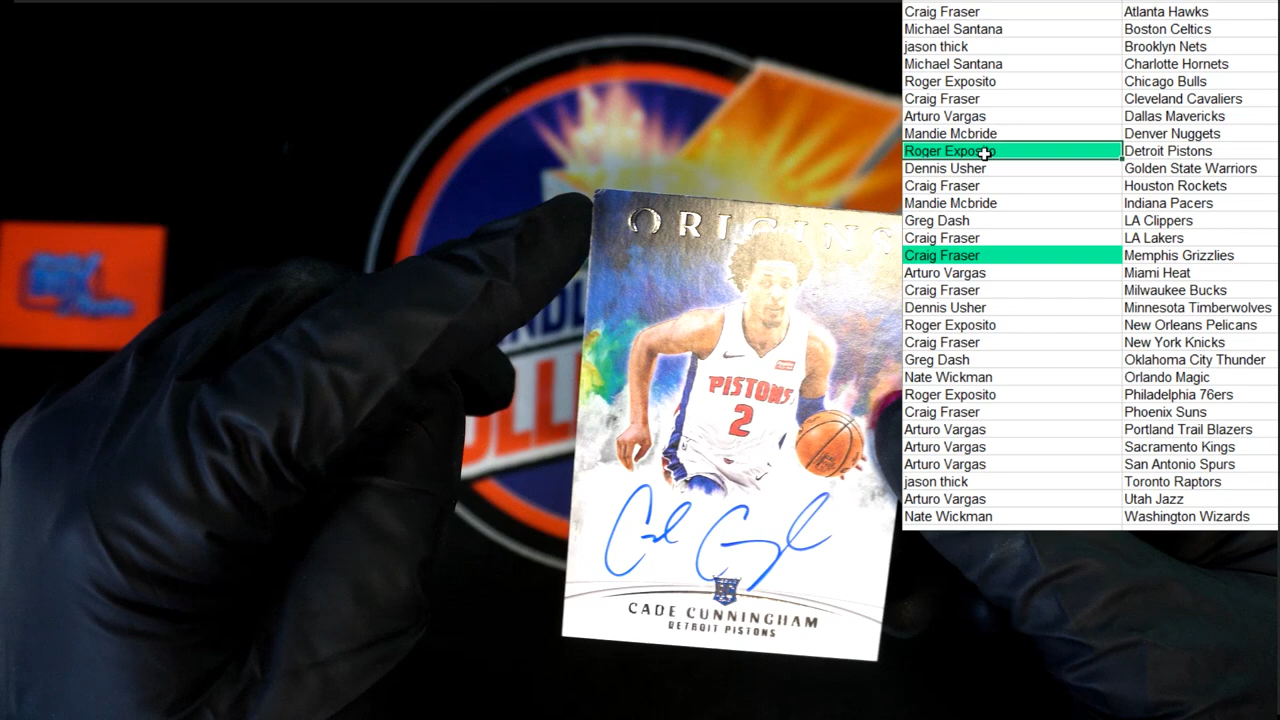 Craig Fraser Atlanta Hawks
Michael Santana Boston Celtics
jason thick Brooklyn Nets
Michael Santana Charlotte Hornets
Roger Exposito Chicago Bulls
Craig Fraser Cleveland Cavaliers
Arturo Vargas Dallas Mavericks
Mandie Mcbride Denver Nuggets
Roger Exposito Detroit Pistons
Dennis Usher Golden State Warriors
Craig Fraser Houston Rockets
Mandie Mcbride Indiana Pacers
Greg Dash LA Clippers
Craig Fraser LA Lakers
Craig Fraser Memphis Grizzlies
Arturo Vargas Miami Heat
Craig Fraser Milwaukee Bucks
Dennis Usher Minnesota Timberwolves
Roger Exposito New Orleans Pelicans
Craig Fraser New York Knicks
Greg Dash Oklahoma City Thunder
Nate Wickman Orlando Magic
Roger Exposito Philadelphia 76ers
Craig Fraser Phoenix Suns
Arturo Vargas Portland Trail Blazers
Arturo Vargas Sacramento Kings
Arturo Vargas San Antonio Spurs
jason thick Toronto Raptors
Arturo Vargas Utah Jazz
Nate Wickman Washington Wizards
ORIGINS
PISTONS
2
CADE CUNNINGHAM
DETROIT PISTONS